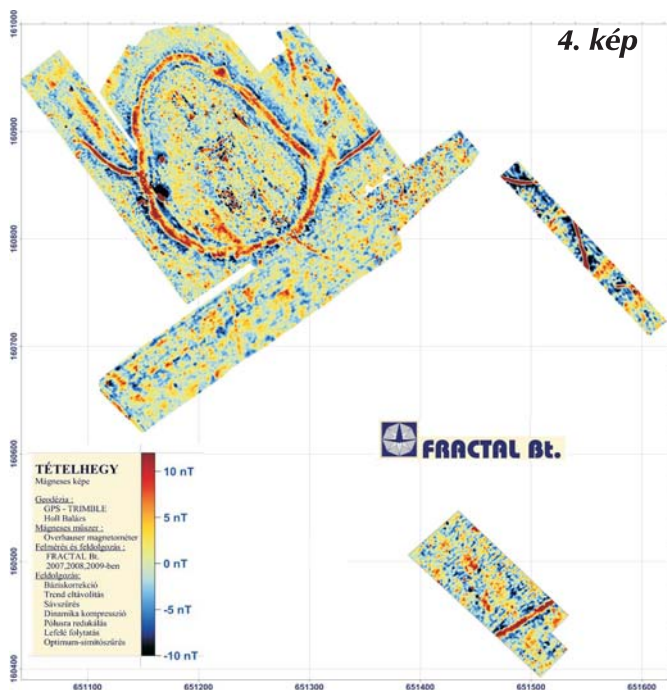 4. kép
161000
160900
160800
160700
160600
160500
160400
FRACTAL Bt.
TÉTELHEGY
Mágneses képe
Geodézia :
GPS - TRIMBLE
Holl Balázs
Mágneses műszer :
Overhauser magnetométer
Felmérés és feldolgozás :
FRACTAL Bt.
2007,2008,2009-ben
Feldolgozás:
Báziskorrekció
Trend eltávolitás
Sávszűrés
Dinamika kompresszió
Pólusra redukálás
Lefelé folytatás
Optimum-simítószűrés
10 nT
5 nT
0 nT
-5 nT
-10 nT
651100 651200 651300 651400 651500 651600